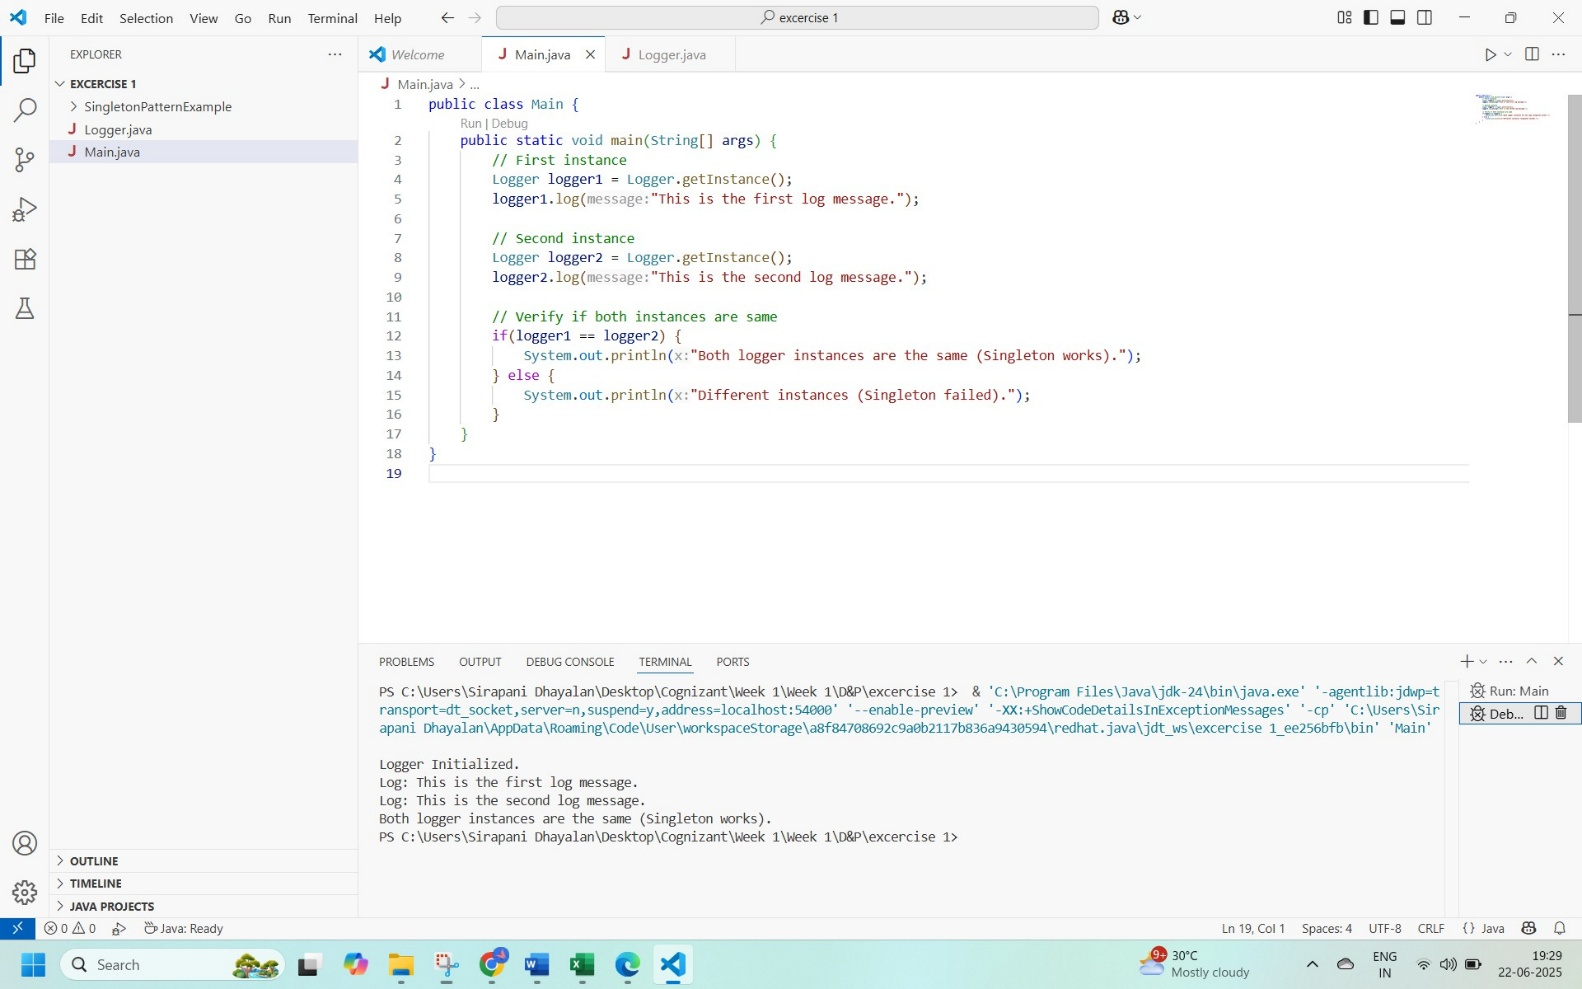 File Edit Selection View Go Run Terminal Help
excercise 1
EXPLORER
EXCERCISE 1
SingletonPatternExample
Logger.java
Main.java
OUTLINE
TIMELINE
JAVA PROJECTS
Welcome
Main.java
Logger.java
Main.java > ...
1 public class Main {
Run | Debug
2 public static void main(String[] args) {
3 // First instance
4 Logger logger1 = Logger.getInstance();
5 logger1.log(message:"This is the first log message.");
6
7 // Second instance
8 Logger logger2 = Logger.getInstance();
9 logger2.log(message:"This is the second log message.");
10
11 // Verify if both instances are same
12 if(logger1 == logger2) {
13 System.out.println(x:"Both logger instances are the same (Singleton works).");
14 } else {
15 System.out.println(x:"Different instances (Singleton failed).");
16 }
17 }
18 }
19
PROBLEMS OUTPUT DEBUG CONSOLE TERMINAL PORTS
PS C:\Users\Sirapani Dhayalan\Desktop\Cognizant\Week 1\Week 1\D&P\excercise 1>  & 'C:\Program Files\Java\jdk-24\bin\java.exe' '-agentlib:jdwp=t
ransport=dt_socket,server=n,suspend=y,address=localhost:54000' '--enable-preview' '-XX:+ShowCodeDetailsInExceptionMessages' '-cp' 'C:\Users\Sir
apani Dhayalan\AppData\Roaming\Code\User\workspaceStorage\a8f84708692c9a0b2117b836a9430594\redhat.java\jdt_ws\excercise 1_ee256bfb\bin' 'Main'
Logger Initialized.
Log: This is the first log message.
Log: This is the second log message.
Both logger instances are the same (Singleton works).
PS C:\Users\Sirapani Dhayalan\Desktop\Cognizant\Week 1\Week 1\D&P\excercise 1>
Run: Main
Deb...
0 0 Java: Ready
Ln 19, Col 1 Spaces: 4 UTF-8 CRLF {} Java
Search
9+
30°C
Mostly cloudy
ENG
IN
19:29
22-06-2025